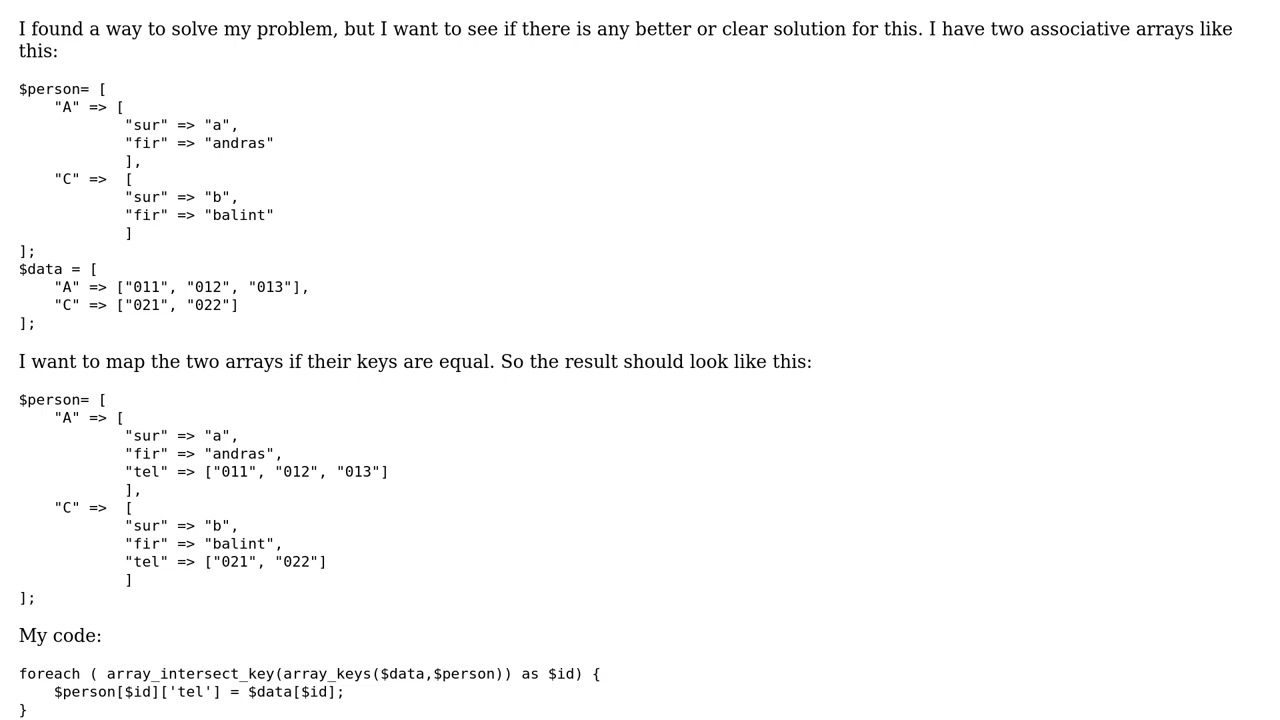 I found a way to solve my problem, but I want to see if there is any better or clear solution for this. I have two associative arrays like
this:
$person= [
    "A" => [
            "sur" => "a",
            "fir" => "andras"
            ],
    "C" =>  [
            "sur" => "b",
            "fir" => "balint"
            ]
];
$data = [
    "A" => ["011", "012", "013"],
    "C" => ["021", "022"]
];
I want to map the two arrays if their keys are equal. So the result should look like this:
$person= [
    "A" => [
            "sur" => "a",
            "fir" => "andras",
            "tel" => ["011", "012", "013"]
            ],
    "C" =>  [
            "sur" => "b",
            "fir" => "balint",
            "tel" => ["021", "022"]
            ]
];
My code:
foreach ( array_intersect_key(array_keys($data,$person)) as $id) {
    $person[$id]['tel'] = $data[$id];
}